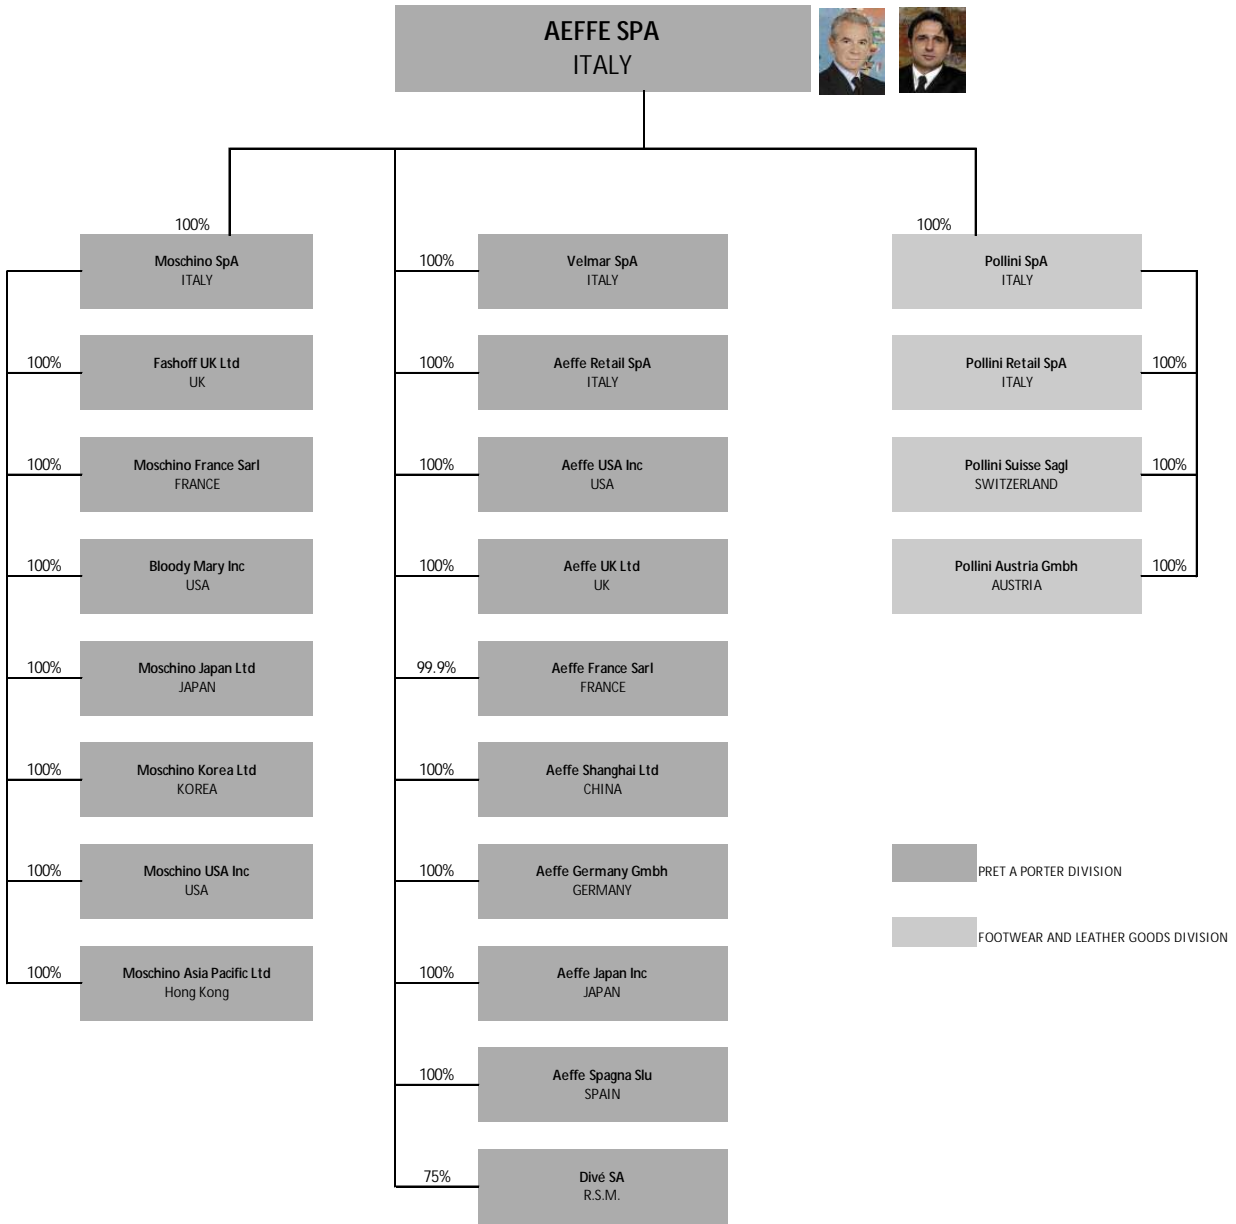 AEFFE SPA
ITALY
100%
100%
Moschino SpA
ITALY
100%
Fashoff UK Ltd
UK
100%
Moschino France Sarl
FRANCE
100%
Bloody Mary Inc
USA
100%
Moschino Japan Ltd
JAPAN
100%
Moschino Korea Ltd
KOREA
100%
Moschino USA Inc
USA
100%
Moschino Asia Pacific Ltd
Hong Kong
100%
Velmar SpA
ITALY
100%
Aeffe Retail SpA
ITALY
100%
Aeffe USA Inc
USA
100%
Aeffe UK Ltd
UK
99.9%
Aeffe France Sarl
FRANCE
100%
Aeffe Shanghai Ltd
CHINA
100%
Aeffe Germany Gmbh
GERMANY
100%
Aeffe Japan Inc
JAPAN
100%
Aeffe Spagna Slu
SPAIN
75%
Divé SA
R.S.M.
Pollini SpA
ITALY
Pollini Retail SpA
ITALY
100%
Pollini Suisse Sagl
SWITZERLAND
100%
Pollini Austria Gmbh
AUSTRIA
100%
PRET A PORTER DIVISION
FOOTWEAR AND LEATHER GOODS DIVISION